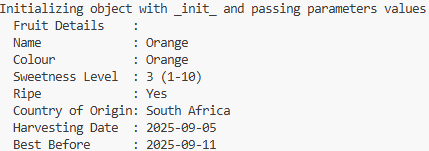 Initializing object with _init_ and passing parameters values
Fruit Details    :
Name             : Orange
Colour           : Orange
Sweetness Level  : 3 (1-10)
Ripe             : Yes
Country of Origin: South Africa
Harvesting Date  : 2025-09-05
Best Before      : 2025-09-11